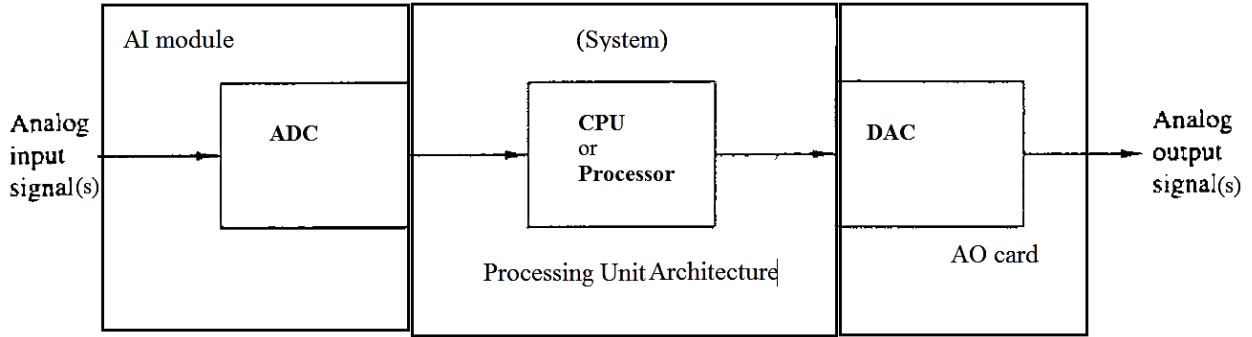 AI module
(System)
Analog
input
signal(s)
ADC
CPU
or
Processor
DAC
Analog
output
signal(s)
Processing Unit Architecture
AO card